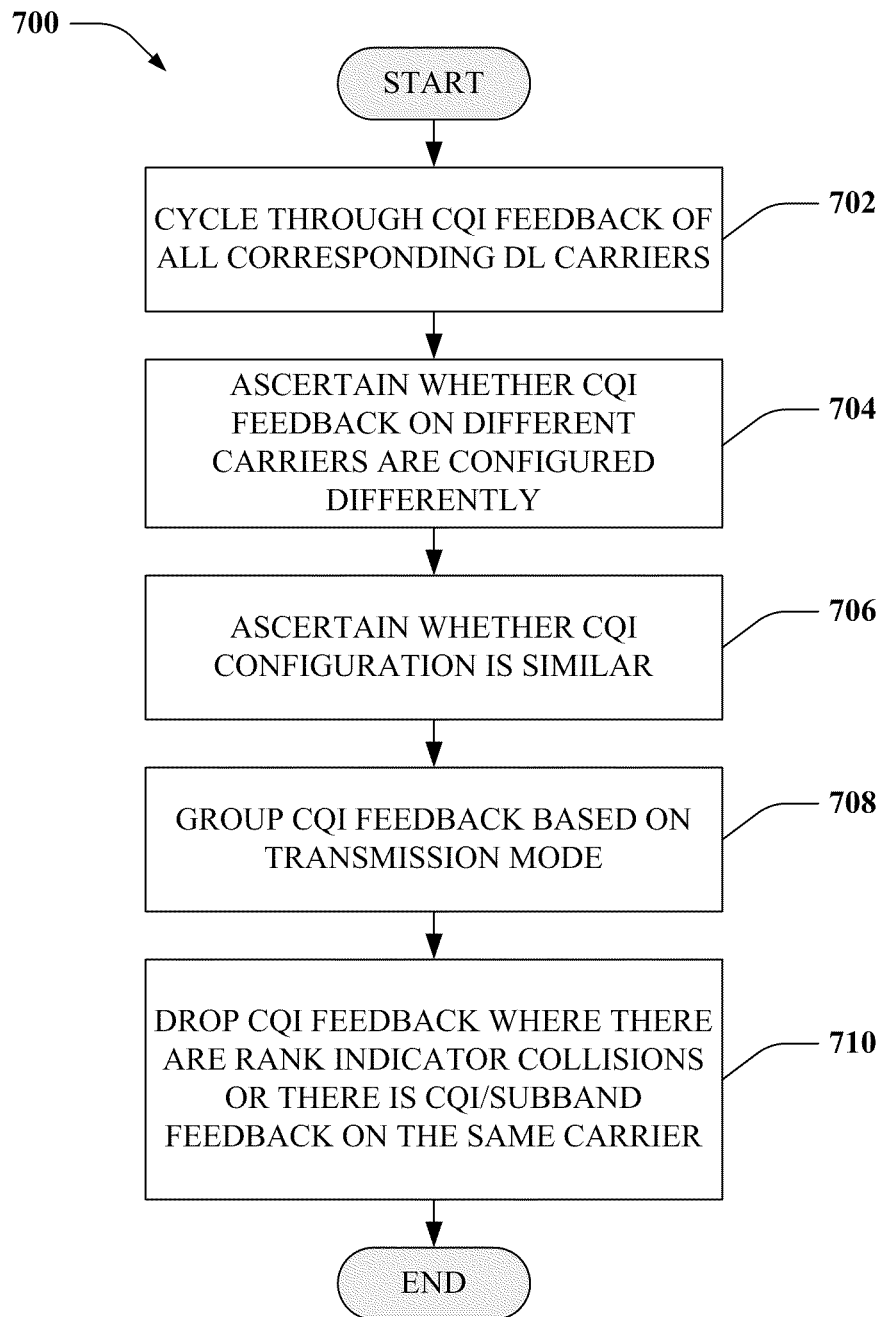 700
START
CYCLE THROUGH CQI FEEDBACK OF
ALL CORRESPONDING DL CARRIERS
702
ASCERTAIN WHETHER CQI
FEEDBACK ON DIFFERENT
CARRIERS ARE CONFIGURED
DIFFERENTLY
704
ASCERTAIN WHETHER CQI
CONFIGURATION IS SIMILAR
706
GROUP CQI FEEDBACK BASED ON
TRANSMISSION MODE
708
DROP CQI FEEDBACK WHERE THERE
ARE RANK INDICATOR COLLISIONS
OR THERE IS CQI/SUBBAND
FEEDBACK ON THE SAME CARRIER
710
END